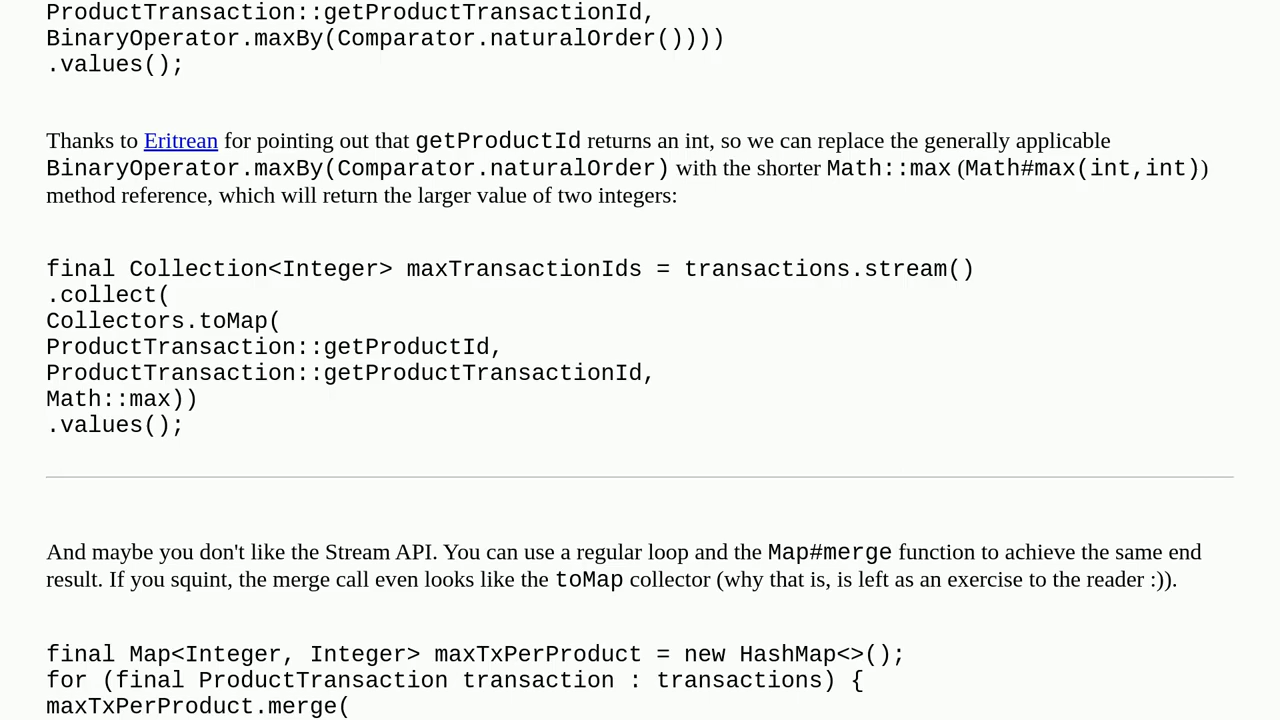 ProductTransaction::getProductTransactionId,
BinaryOperator.maxBy(Comparator.naturalOrder())))
.values();
Thanks to Eritrean for pointing out that getProductId returns an int, so we can replace the generally applicable
BinaryOperator.maxBy(Comparator.naturalOrder) with the shorter Math::max (Math#max(int,int))
method reference, which will return the larger value of two integers:
final Collection<Integer> maxTransactionIds = transactions.stream()
.collect(
Collectors.toMap(
ProductTransaction::getProductId,
ProductTransaction::getProductTransactionId,
Math::max))
.values();
And maybe you don't like the Stream API. You can use a regular loop and the Map#merge function to achieve the same end
result. If you squint, the merge call even looks like the toMap collector (why that is, is left as an exercise to the reader :)).
final Map<Integer, Integer> maxTxPerProduct = new HashMap<>();
for (final ProductTransaction transaction : transactions) {
maxTxPerProduct.merge(